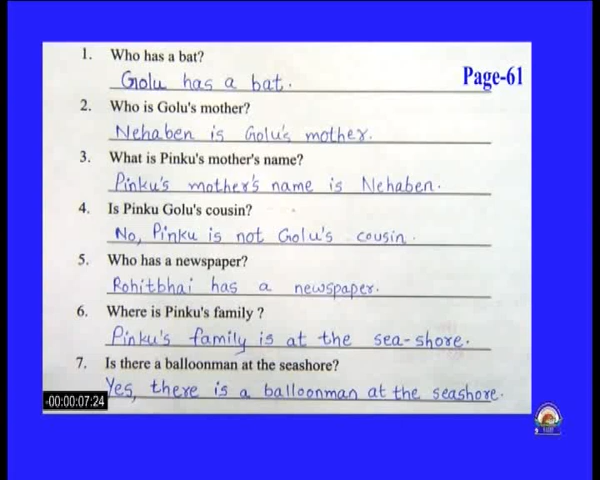 1. Who has a bat?
Golu has a bat.
Page-61
2. Who is Golu's mother?
Nehaben is Golu's mother.
3. What is Pinku's mother's name?
Pinku's mother's name is Nehaben.
4. Is Pinku Golu's cousin?
No, Pinku is not Golu's cousin.
5. Who has a newspaper?
Rohitbhai has a newspaper.
6. Where is Pinku's family ?
Pinku's family is at the sea-shore.
7. Is there a balloonman at the seashore?
Yes, there is a balloonman at the seashore.
-00:00:07:24